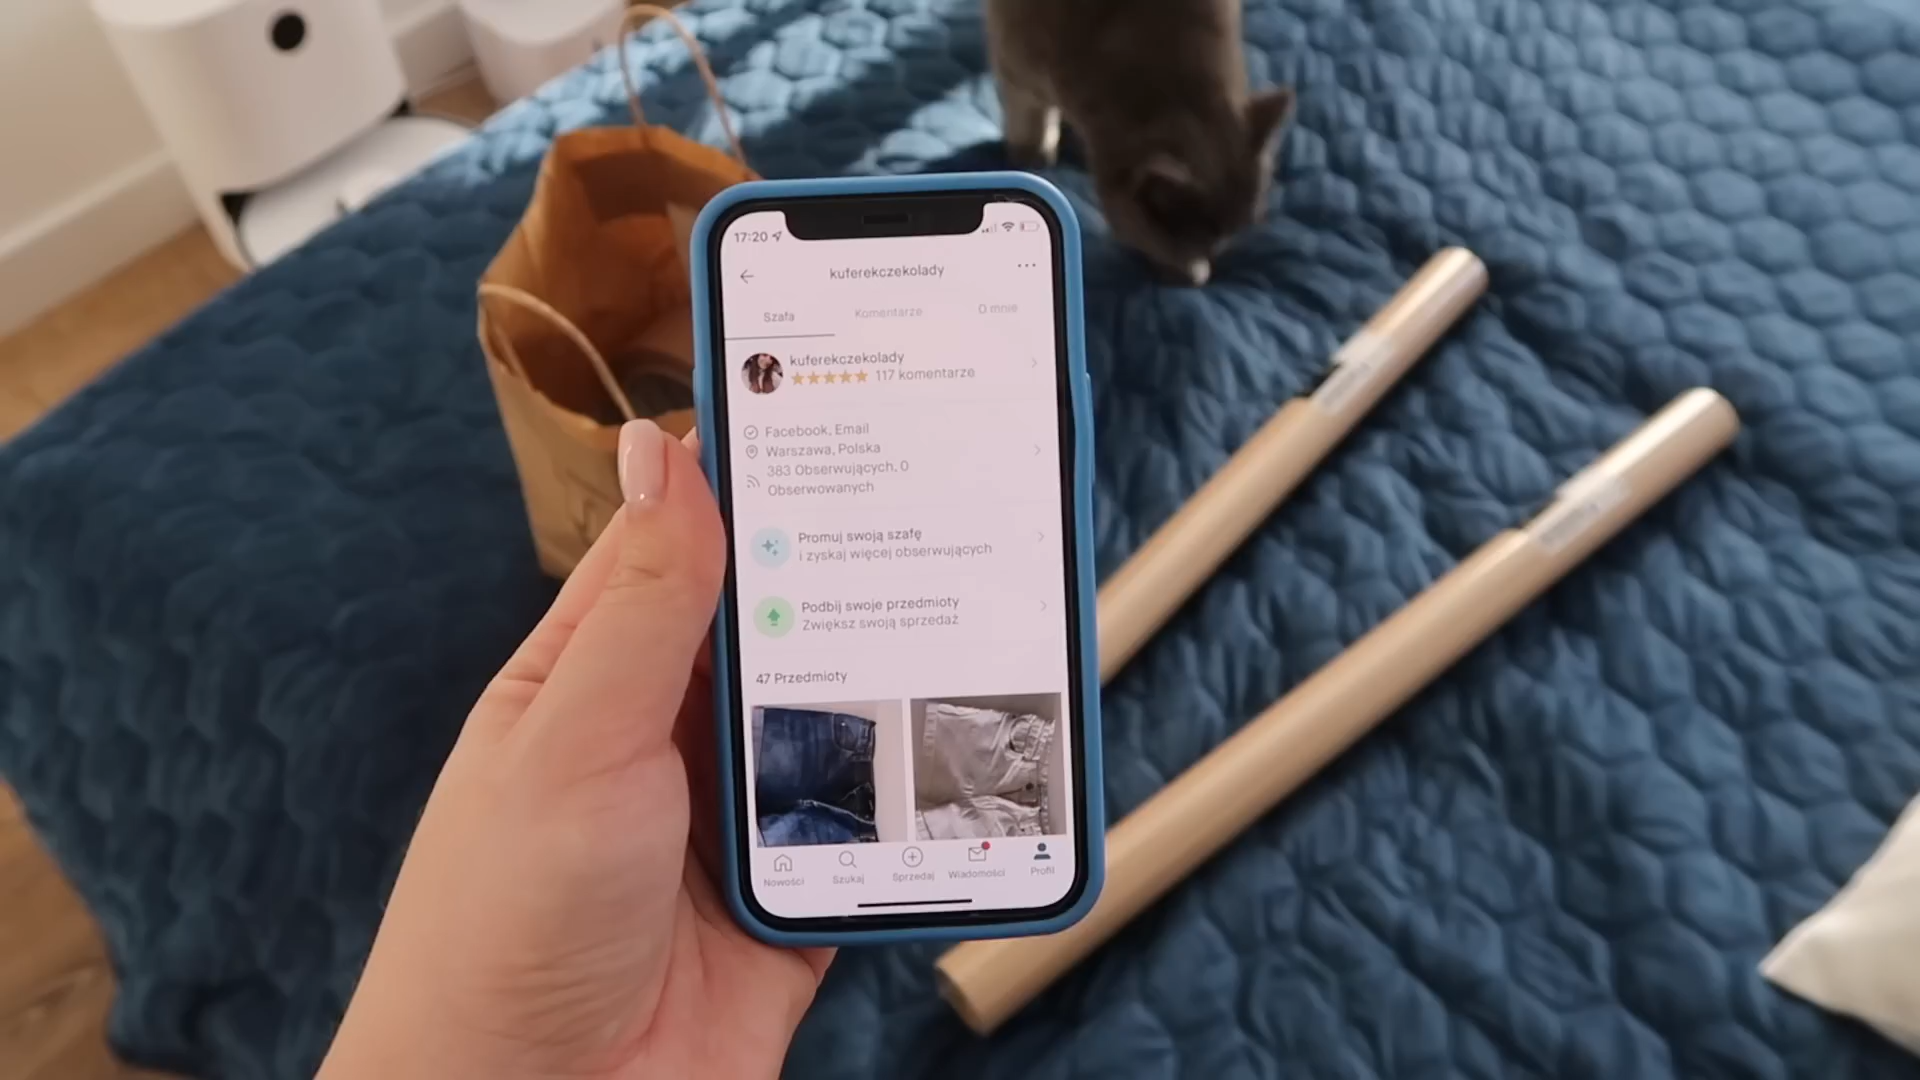 17:20
kuferekczekolady
Szafa
Komentarze
O mnie
kuferekczekolady
117 komentarze
Facebook, Email
Warszawa, Polska
383 Obserwujących, 0
Obserwowanych
Promuj swoją szafę
i zyskaj więcej obserwujących
Podbij swoje przedmioty
Zwiększ swoją sprzedaż
47 Przedmioty
Nowości
Szukaj
Sprzedaj
Wiadomości
Profil